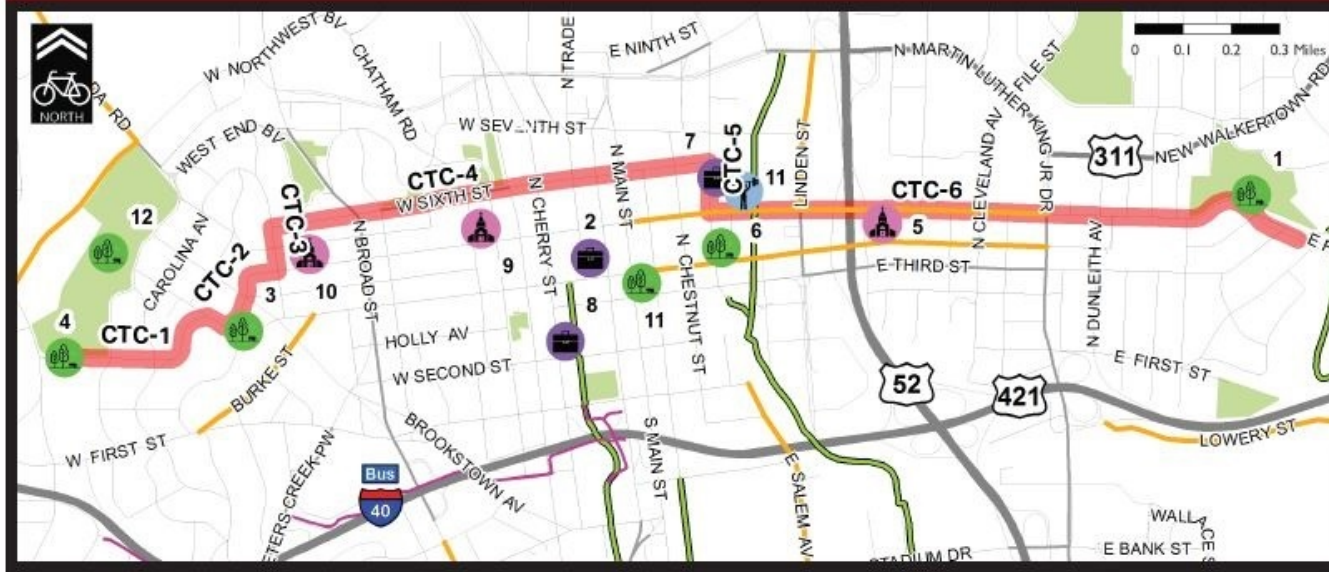 NORTH
DA RD
W NORTHWEST BV
CHATHAM RD
N TRADE
E NINTH ST
N MARTIN LUTHER KING JR DR
FILE ST
0 0.1 0.2 0.3 Miles
311
NEW WALKERTOWN RD
WEST END BV
W SEVENTH ST
7
CTC-5
11
LINDEN ST
CTC-6
N CLEVELAND AV
1
CTC-4
W SIXTH ST
N MAIN ST
N CHERRY ST
2
12
CAROLINA AV
CTC-2
CTC-3
3
10
N BROAD ST
9
6
5
E THIRD ST
N CHESTNUT ST
N DUNLEITH AV
4
CTC-1
8
11
HOLLY AV
W SECOND ST
BURKE ST
E FIRST ST
52
421
LOWERY ST
W FIRST ST
BROOKSTOWN AV
S MAIN ST
E SALEM AV
ETERS CREEK PW
Bus
40
STADIUM DR
WALLACE S
E BANK ST